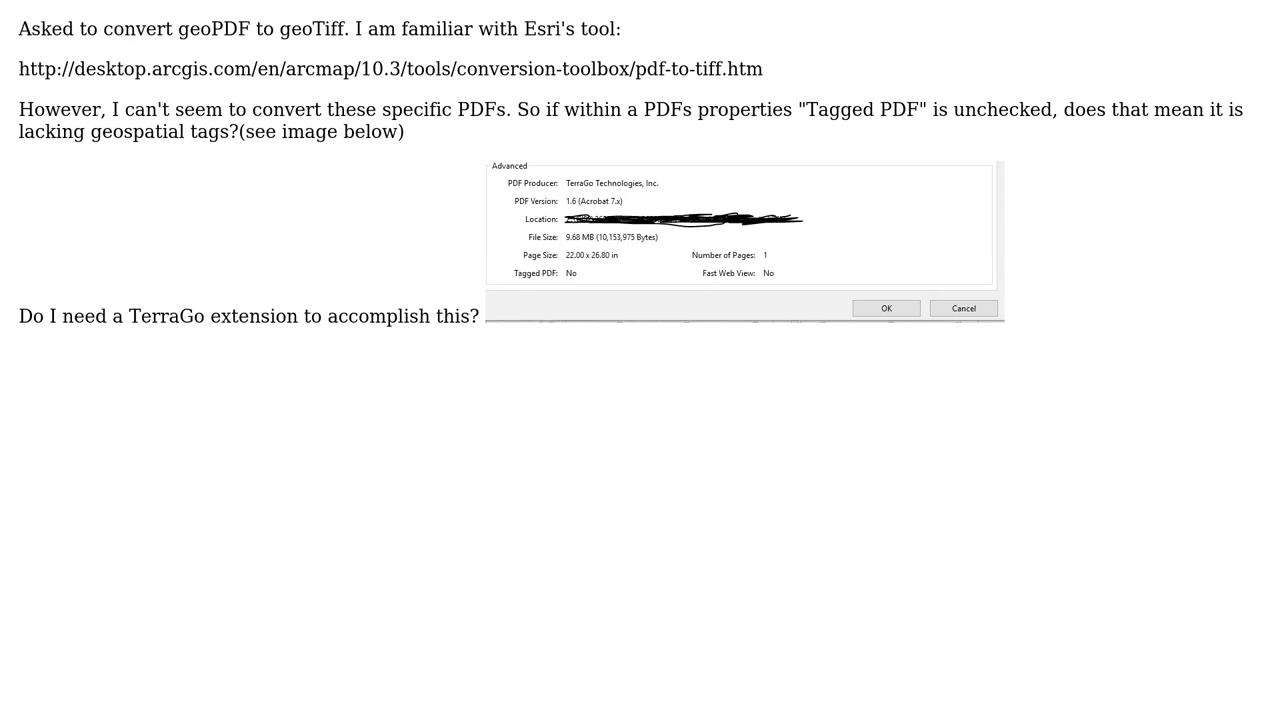 Asked to convert geoPDF to geoTiff. I am familiar with Esri's tool:
http://desktop.arcgis.com/en/arcmap/10.3/tools/conversion-toolbox/pdf-to-tiff.htm
However, I can't seem to convert these specific PDFs. So if within a PDFs properties "Tagged PDF" is unchecked, does that mean it is
lacking geospatial tags?(see image below)
Advanced
PDF Producer: TerraGo Technologies, Inc.
PDF Version: 1.6 (Acrobat 7.x)
Location:
File Size: 9.68 MB (10,153,975 Bytes)
Page Size: 22.00 x 26.80 in Number of Pages: 1
Tagged PDF: No Fast Web View: No
OK Cancel
Do I need a TerraGo extension to accomplish this?